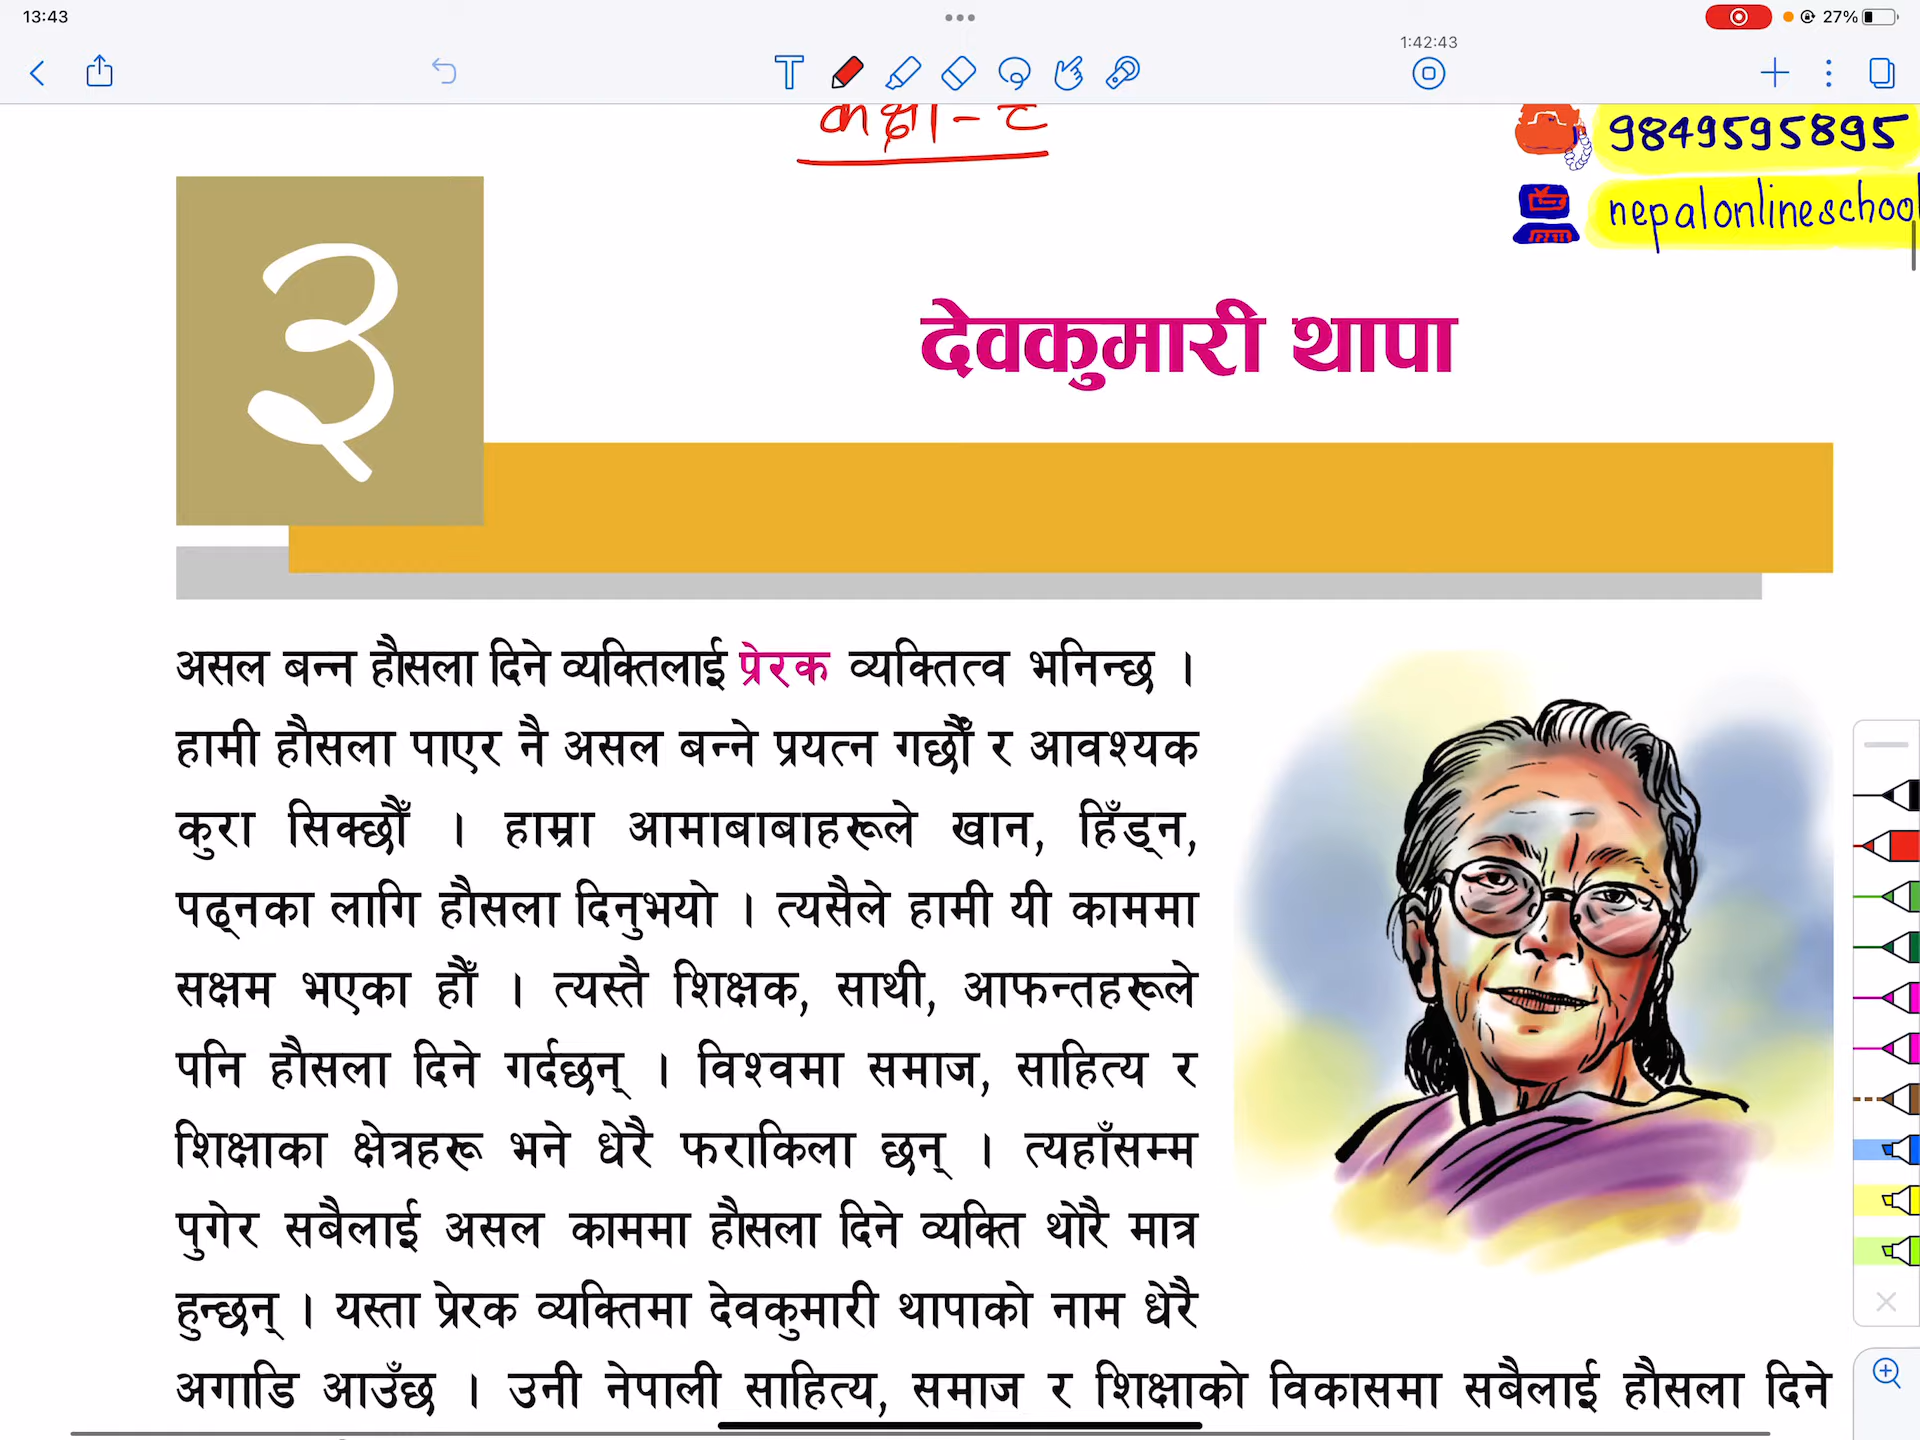 13:43
27%
1:42:43
कक्षा - ८
9849595895
nepalonlineschool
३
देवकुमारी थापा
असल बन्न हौसला दिने व्यक्तिलाई प्रेरक व्यक्तित्व भनिन्छ ।
हामी हौसला पाएर नै असल बन्ने प्रयत्न गर्छौँ र आवश्यक
कुरा सिक्छौँ । हाम्रा आमाबाबाहरूले खान, हिँड्न,
पढ्नका लागि हौसला दिनुभयो । त्यसैले हामी यी काममा
सक्षम भएका हौँ । त्यस्तै शिक्षक, साथी, आफन्तहरूले
पनि हौसला दिने गर्दछन् । विश्वमा समाज, साहित्य र
शिक्षाका क्षेत्रहरू भने धेरै फराकिला छन् । त्यहाँसम्म
पुगेर सबैलाई असल काममा हौसला दिने व्यक्ति थोरै मात्र
हुन्छन् । यस्ता प्रेरक व्यक्तिमा देवकुमारी थापाको नाम धेरै
अगाडि आउँछ । उनी नेपाली साहित्य, समाज र शिक्षाको विकासमा सबैलाई हौसला दिने